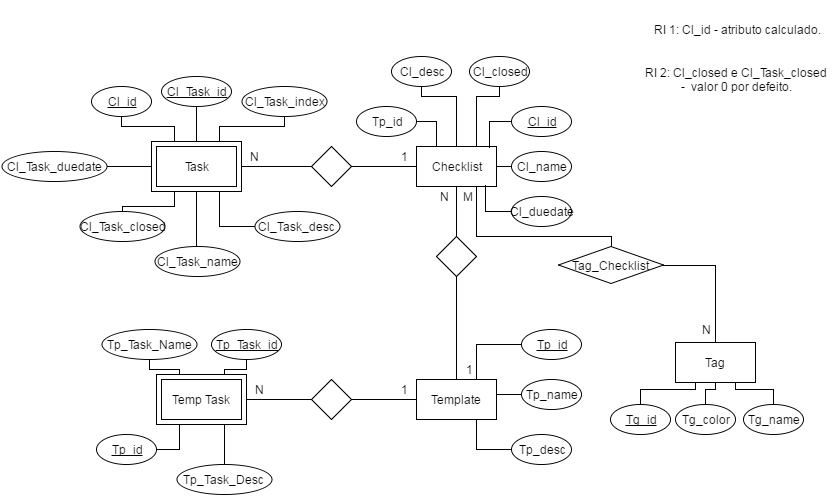 RI 1: Cl_id - atributo calculado.
RI 2: Cl_closed e Cl_Task_closed
- valor 0 por defeito.
Cl_desc
Cl_closed
Cl_id
Cl_Task_id
Cl_Task_index
Tp_id
Cl_id
Cl_Task_duedate
Task
N
1
Checklist
Cl_name
N
M
Cl_duedate
Cl_Task_closed
Cl_Task_desc
Cl_Task_name
Tag_Checklist
Tp_Task_Name
Tp_Task_id
Tp_id
N
Tag
1
Temp Task
N
1
Template
Tp_name
Tg_id
Tg_color
Tg_name
Tp_id
Tp_desc
Tp_Task_Desc